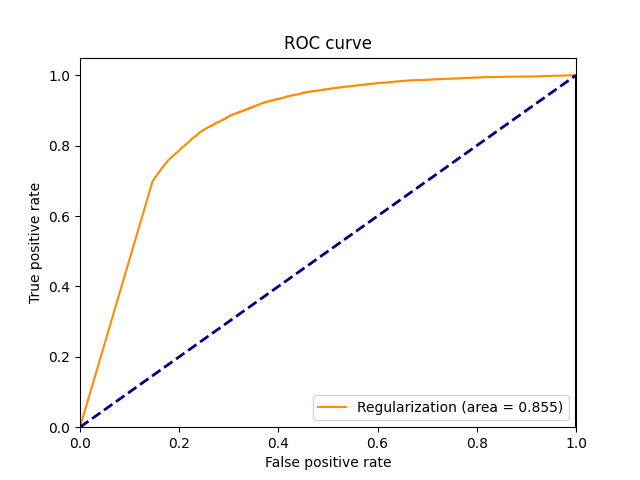 ROC curve
True positive rate
1.0
0.8
0.6
0.4
0.2
0.0
Regularization (area = 0.855)
0.0 0.2 0.4 0.6 0.8 1.0
False positive rate